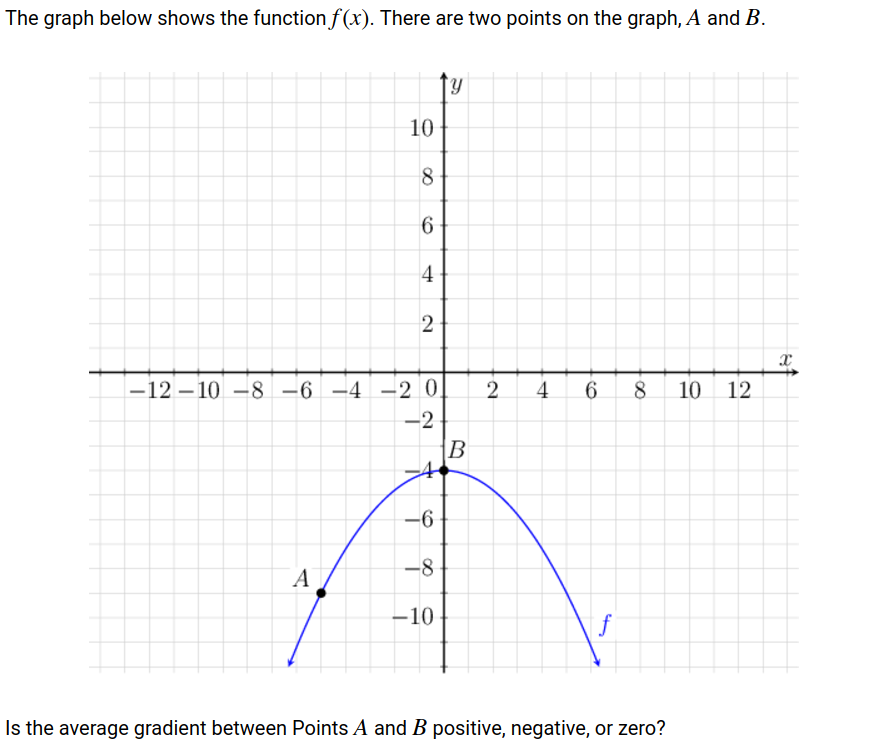 The graph below shows the function f(x). There are two points on the graph, A and B.
y
10
8
6
4
2
x
−12 −10 −8 −6 −4 −2 0 2 4 6 8 10 12
−2
B
−4
−6
A −8
−10 f
Is the average gradient between Points A and B positive, negative, or zero?